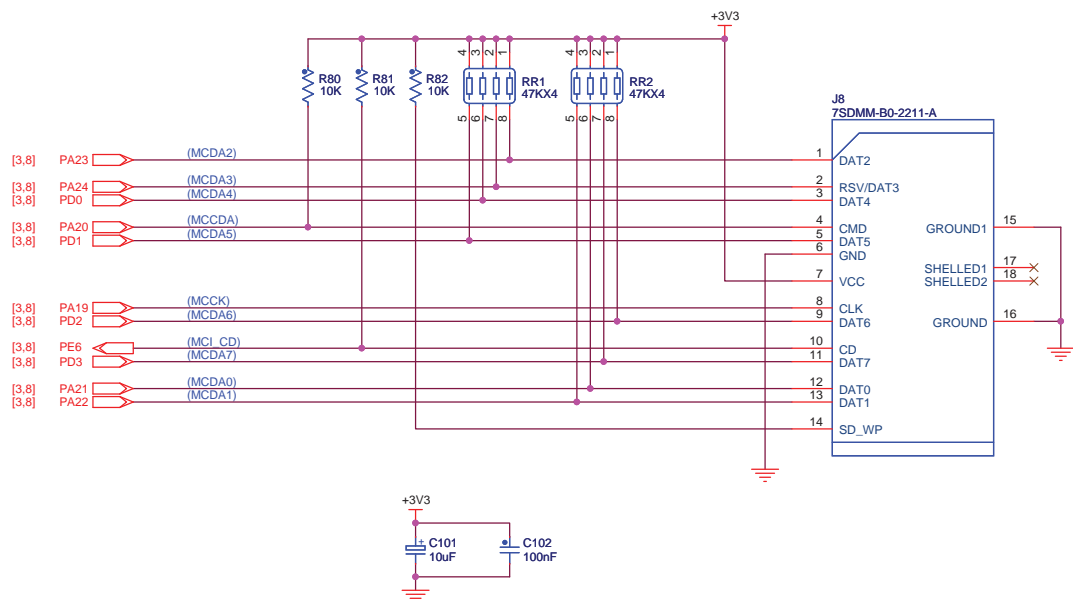 +3V3
4 3 2 1 4 3 2 1
R80 10K
R81 10K
R82 10K
RR1 47KX4
RR2 47KX4
5 6 7 8 5 6 7 8
J8
7SDMM-B0-2211-A
[3,8] PA23 (MCDA2) 1 DAT2
[3,8] PA24 (MCDA3) 2 RSV/DAT3
[3,8] PD0 (MCDA4) 3 DAT4
[3,8] PA20 (MCCDA) 4 CMD GROUND1 15
[3,8] PD1 (MCDA5) 5 DAT5
6 GND
SHELLED1 17
7 VCC SHELLED2 18
[3,8] PA19 (MCCK) 8 CLK
[3,8] PD2 (MCDA6) 9 DAT6 GROUND 16
[3,8] PE6 (MCI_CD) 10 CD
[3,8] PD3 (MCDA7) 11 DAT7
[3,8] PA21 (MCDA0) 12 DAT0
[3,8] PA22 (MCDA1) 13 DAT1
14 SD_WP
+3V3
+ C101 C102
10uF 100nF